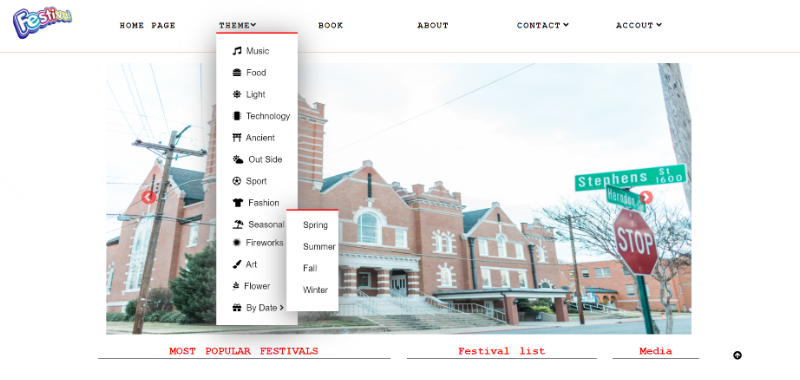 Festival
HOME PAGE
THEME
BOOK
ABOUT
CONTACT
ACCOUT
Music
Food
Light
Technology
Ancient
Out Side
Sport
Fashion
Seasonal
Fireworks
Art
Flower
By Date
Spring
Summer
Fall
Winter
Stephens St
1600
Herndon
STOP
MOST POPULAR FESTIVALS
Festival list
Media